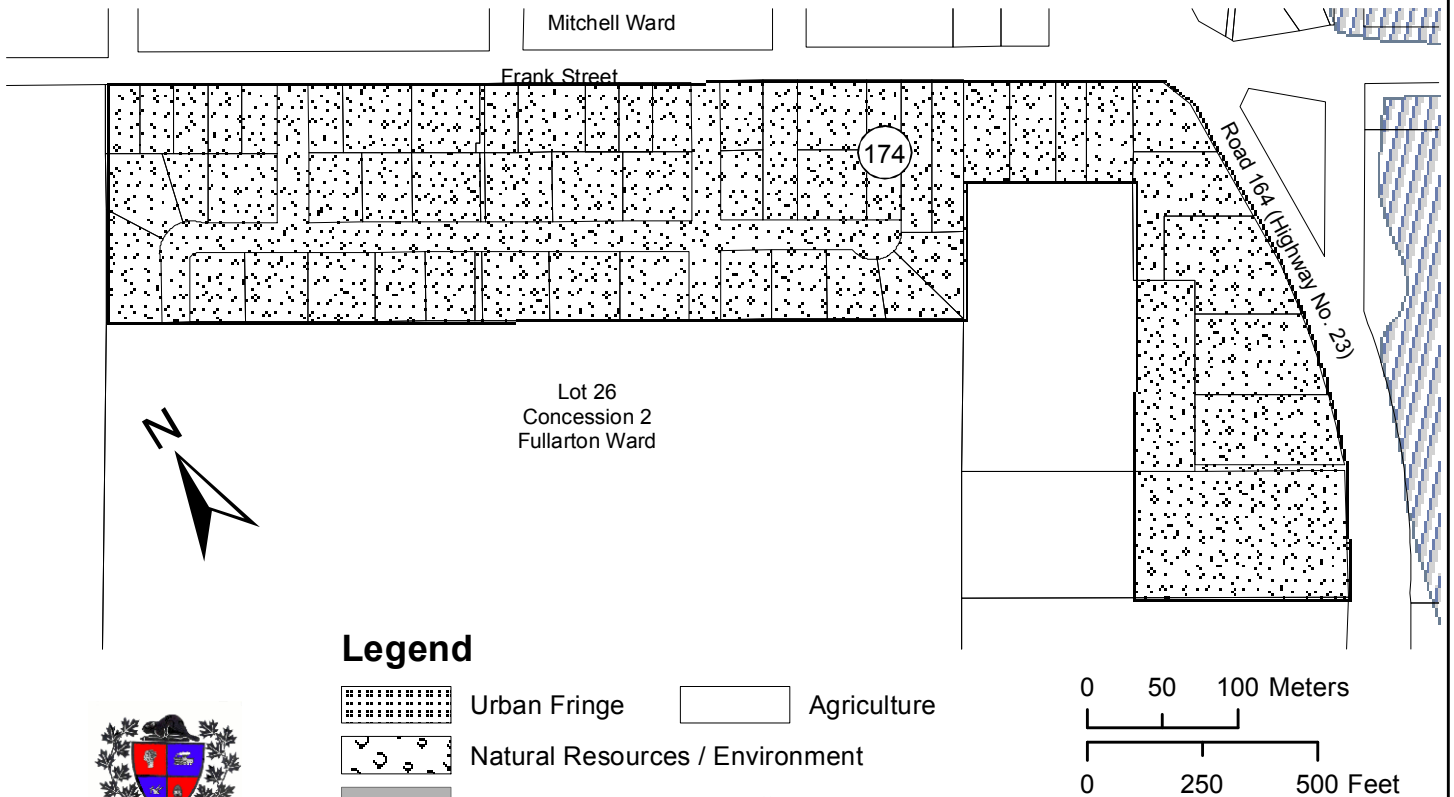 Mitchell Ward
Frank Street
174
Road 164 (Highway No. 23)
Lot 26
Concession 2
Fullarton Ward
N
Legend
Urban Fringe
Agriculture
Natural Resources / Environment
0 50 100 Meters
0 250 500 Feet